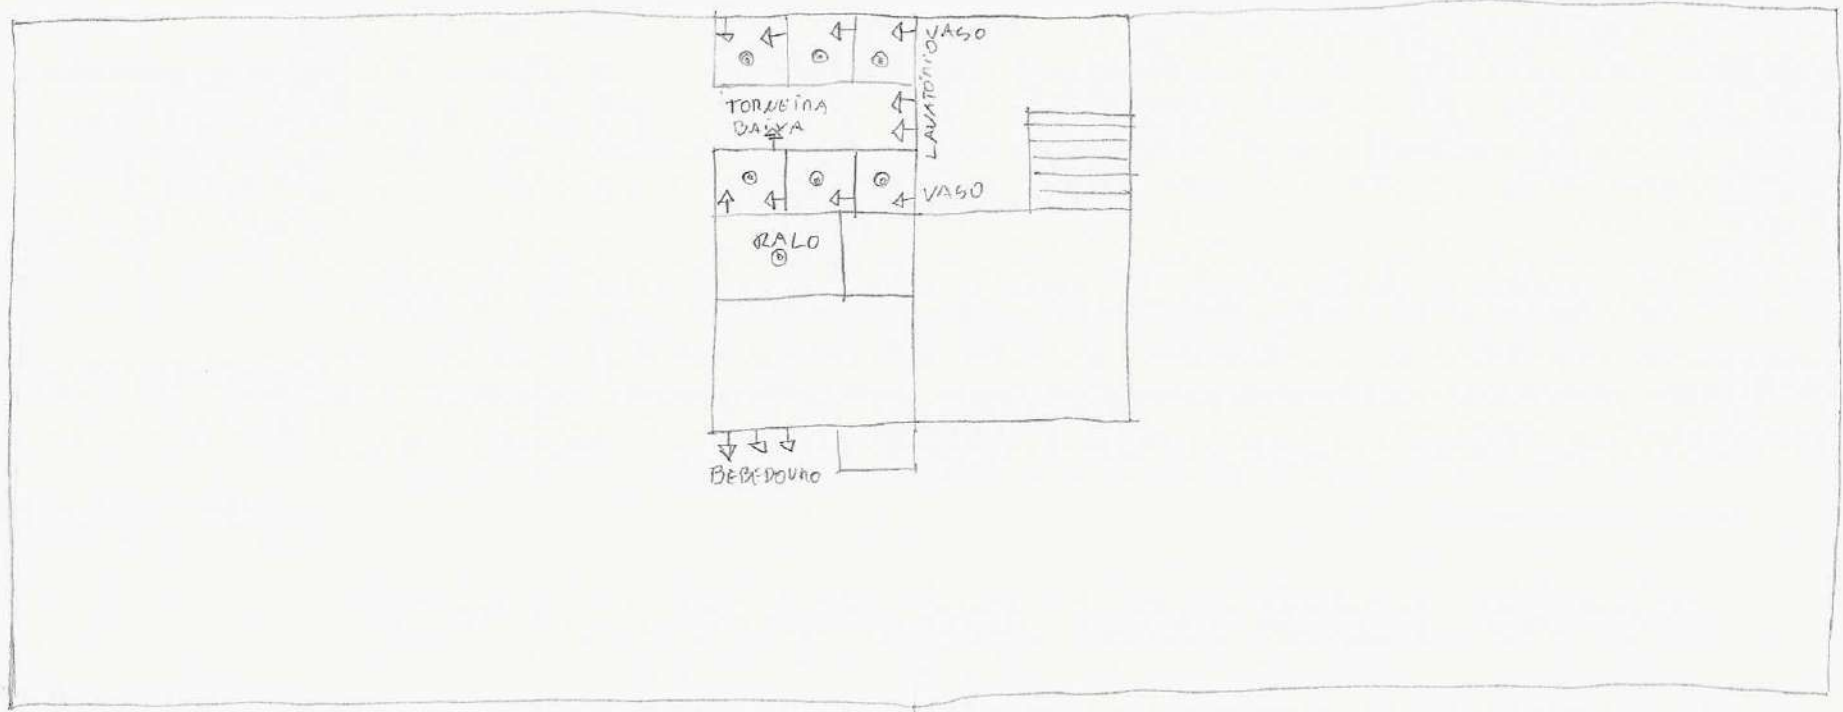 VASO
LAVATÓRIO
TORNEIRA
BAIXA
VASO
RALO
BEBEDOURO